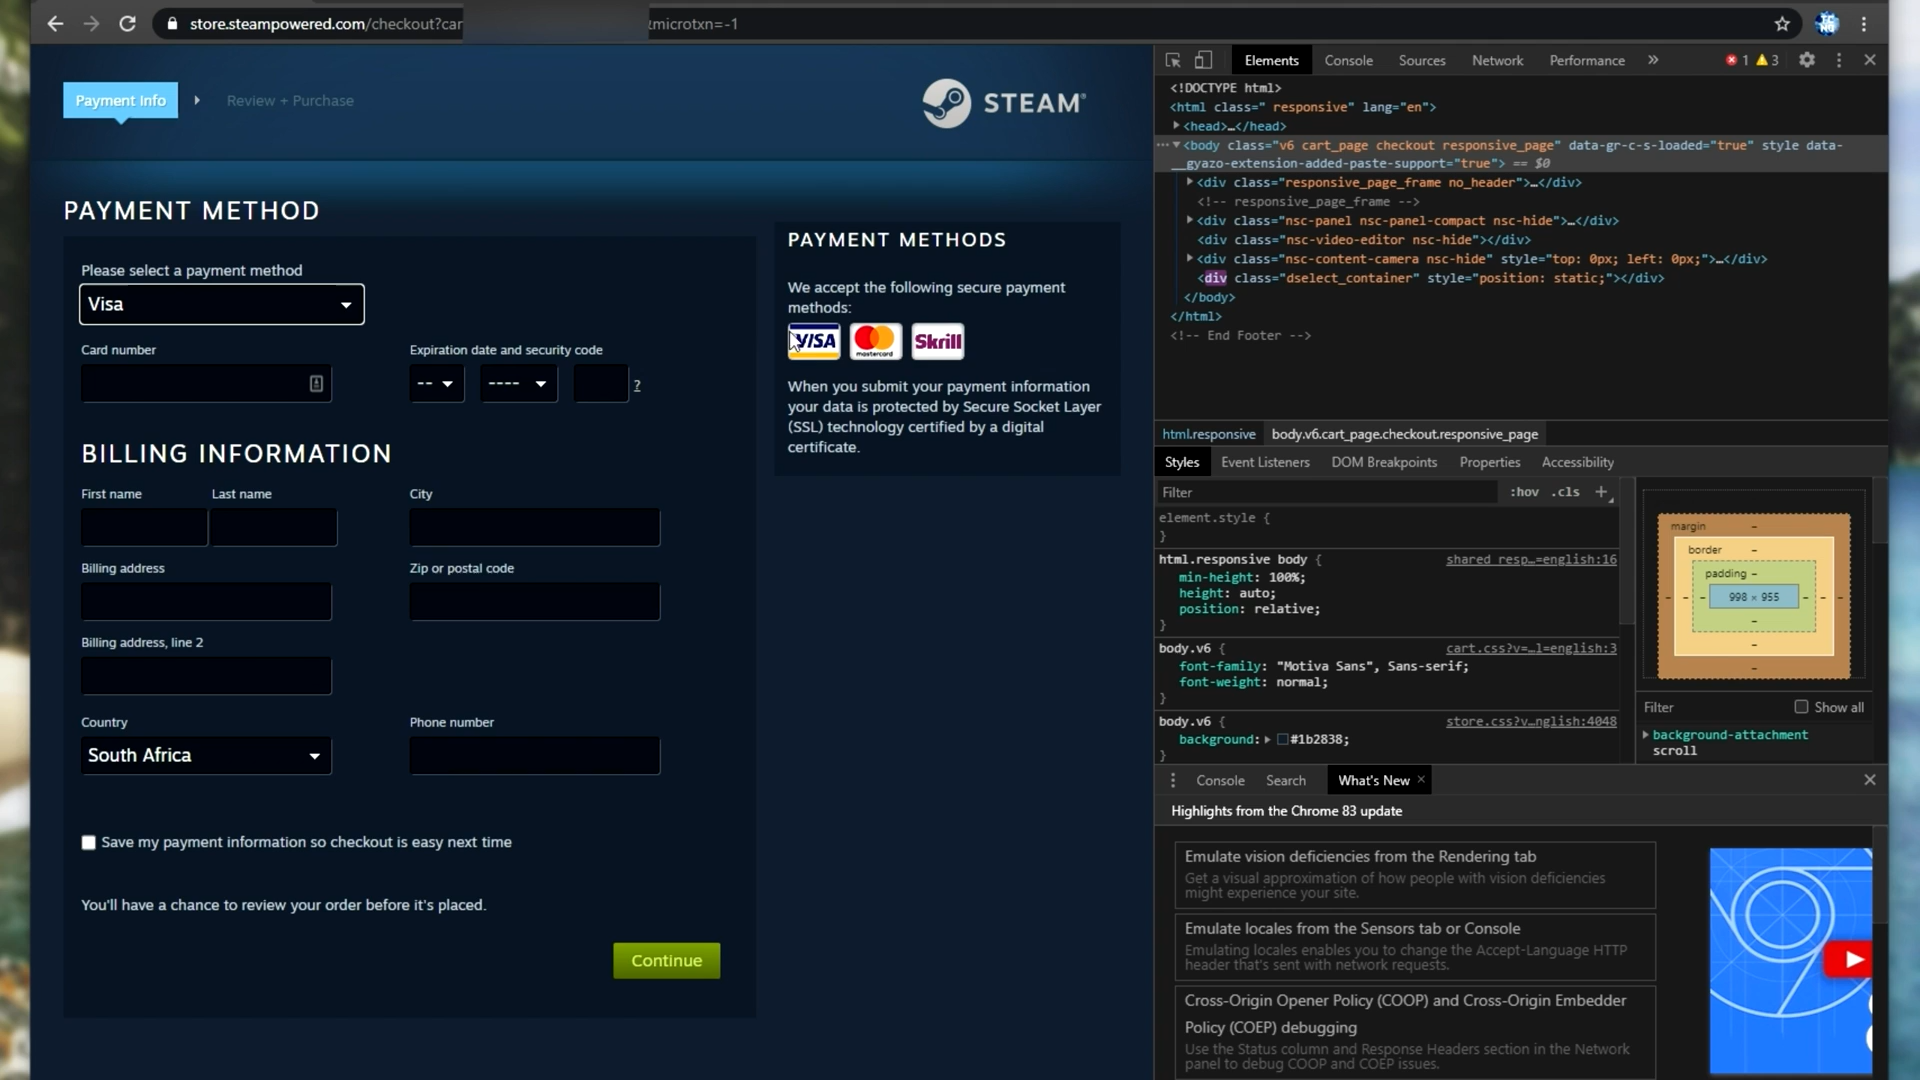 store.steampowered.com/checkout?car
microtxn=-1
Payment Info
Review + Purchase
STEAM®
PAYMENT METHOD
Please select a payment method
Visa
Card number
Expiration date and security code
--
----
?
BILLING INFORMATION
First name
Last name
City
Billing address
Zip or postal code
Billing address, line 2
Country
Phone number
South Africa
Save my payment information so checkout is easy next time
You'll have a chance to review your order before it's placed.
Continue
PAYMENT METHODS
We accept the following secure payment
methods:
VISA
mastercard
Skrill
When you submit your payment information
your data is protected by Secure Socket Layer
(SSL) technology certified by a digital
certificate.
Elements
Console
Sources
Network
Performance
1
3
<!DOCTYPE html>
<html class=" responsive" lang="en">
<head>…</head>
<body class="v6 cart_page checkout responsive_page" data-gr-c-s-loaded="true" style data-
__gyazo-extension-added-paste-support="true"> == $0
<div class="responsive_page_frame no_header">…</div>
<!-- responsive_page_frame -->
<div class="nsc-panel nsc-panel-compact nsc-hide">…</div>
<div class="nsc-video-editor nsc-hide"></div>
<div class="nsc-content-camera nsc-hide" style="top: 0px; left: 0px;">…</div>
<div class="dselect_container" style="position: static;"></div>
</body>
</html>
<!-- End Footer -->
html.responsive
body.v6.cart_page.checkout.responsive_page
Styles
Event Listeners
DOM Breakpoints
Properties
Accessibility
Filter
:hov
.cls
element.style {
}
html.responsive body {
shared_resp…=english:16
min-height: 100%;
height: auto;
position: relative;
}
body.v6 {
cart.css?v=…l=english:3
font-family: "Motiva Sans", Sans-serif;
font-weight: normal;
}
body.v6 {
store.css?v…nglish:4048
background: #1b2838;
}
margin
border
padding
998 × 955
Filter
Show all
background-attachment
scroll
Console
Search
What's New
Highlights from the Chrome 83 update
Emulate vision deficiencies from the Rendering tab
Get a visual approximation of how people with vision deficiencies
might experience your site.
Emulate locales from the Sensors tab or Console
Emulating locales enables you to change the Accept-Language HTTP
header that's sent with network requests.
Cross-Origin Opener Policy (COOP) and Cross-Origin Embedder
Policy (COEP) debugging
Use the Status column and Response Headers section in the Network
panel to debug COOP and COEP issues.